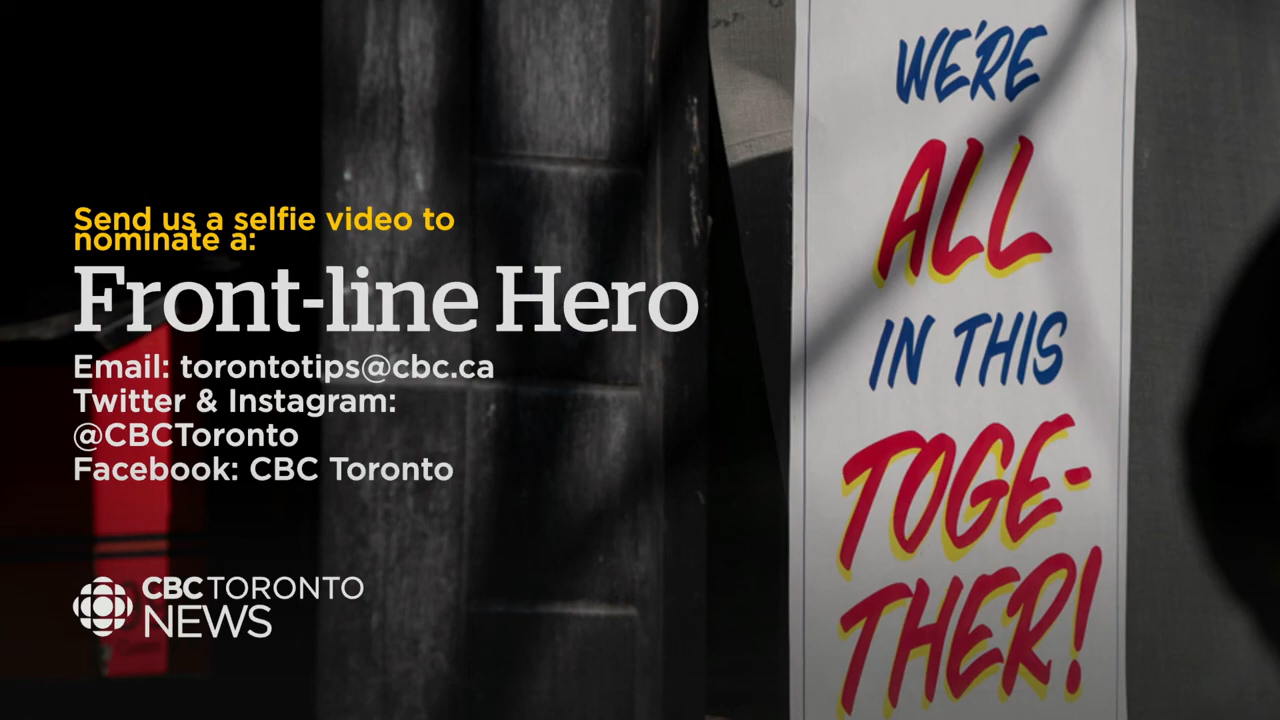 Send us a selfie video to
nominate a:
Front-line Hero
Email: torontotips@cbc.ca
Twitter & Instagram:
@CBCToronto
Facebook: CBC Toronto
CBC TORONTO
NEWS
WE'RE
ALL
IN THIS
TOGE-
THER!